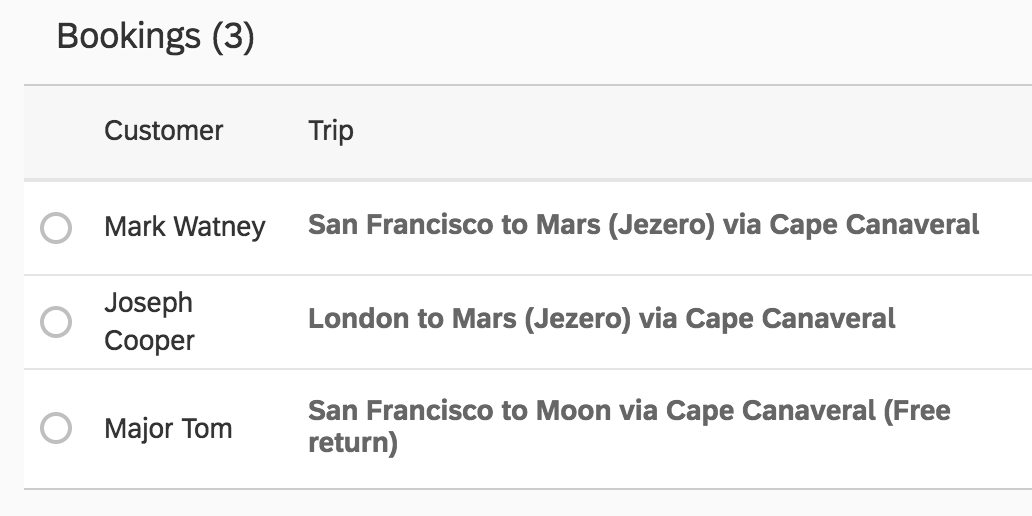 Bookings (3)
Customer Trip
Mark Watney San Francisco to Mars (Jezero) via Cape Canaveral
Joseph
Cooper
London to Mars (Jezero) via Cape Canaveral
Major Tom
San Francisco to Moon via Cape Canaveral (Free
return)